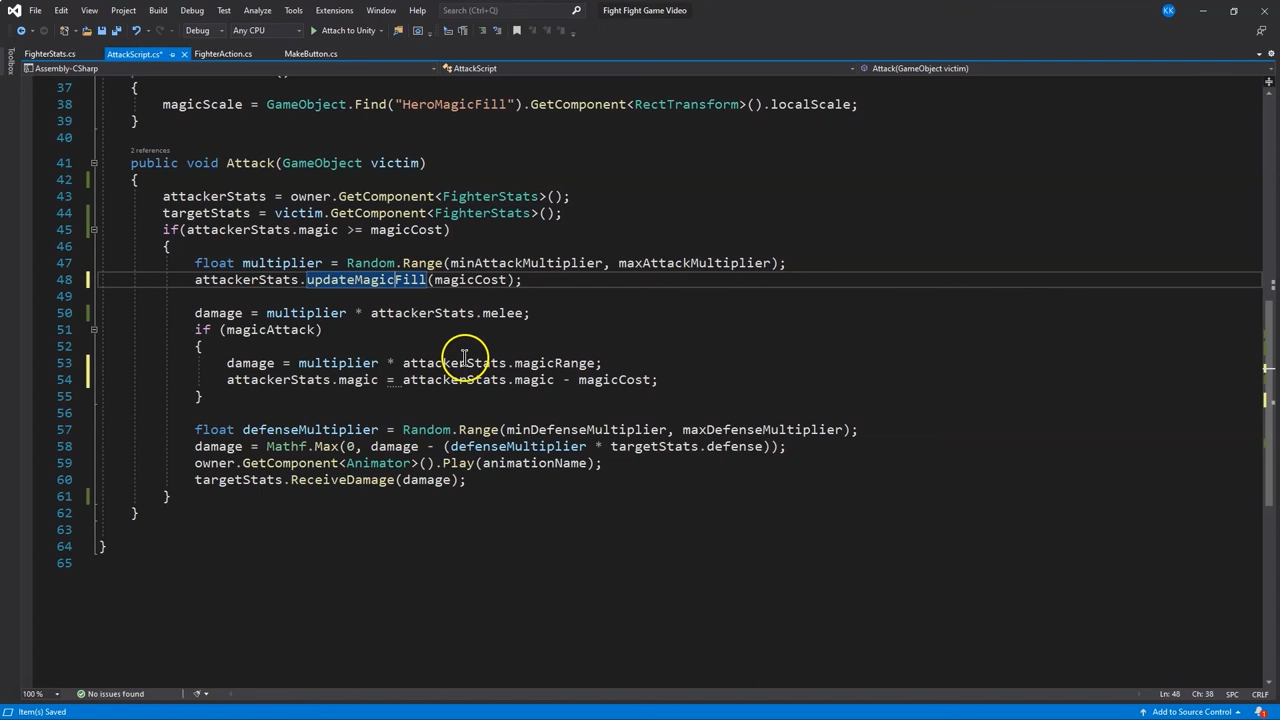 File Edit View Git Project Build Debug Test Analyze Tools Extensions Window Help Search (Ctrl+Q) Fight Fight Game Video KK
Debug Any CPU Attach to Unity
FighterStats.cs AttackScript.cs* FighterAction.cs MakeButton.cs
Toolbox
Assembly-CSharp AttackScript Attack(GameObject victim)
37 {
38 magicScale = GameObject.Find("HeroMagicFill").GetComponent<RectTransform>().localScale;
39 }
40
2 references
41 public void Attack(GameObject victim)
42 {
43 attackerStats = owner.GetComponent<FighterStats>();
44 targetStats = victim.GetComponent<FighterStats>();
45 if(attackerStats.magic >= magicCost)
46 {
47 float multiplier = Random.Range(minAttackMultiplier, maxAttackMultiplier);
48 attackerStats.updateMagicFill(magicCost);
49
50 damage = multiplier * attackerStats.melee;
51 if (magicAttack)
52 {
53 damage = multiplier * attackerStats.magicRange;
54 attackerStats.magic = attackerStats.magic - magicCost;
55 }
56
57 float defenseMultiplier = Random.Range(minDefenseMultiplier, maxDefenseMultiplier);
58 damage = Mathf.Max(0, damage - (defenseMultiplier * targetStats.defense));
59 owner.GetComponent<Animator>().Play(animationName);
60 targetStats.ReceiveDamage(damage);
61 }
62 }
63
64 }
65
100 % No issues found Ln: 48 Ch: 38 SPC CRLF
Item(s) Saved Add to Source Control